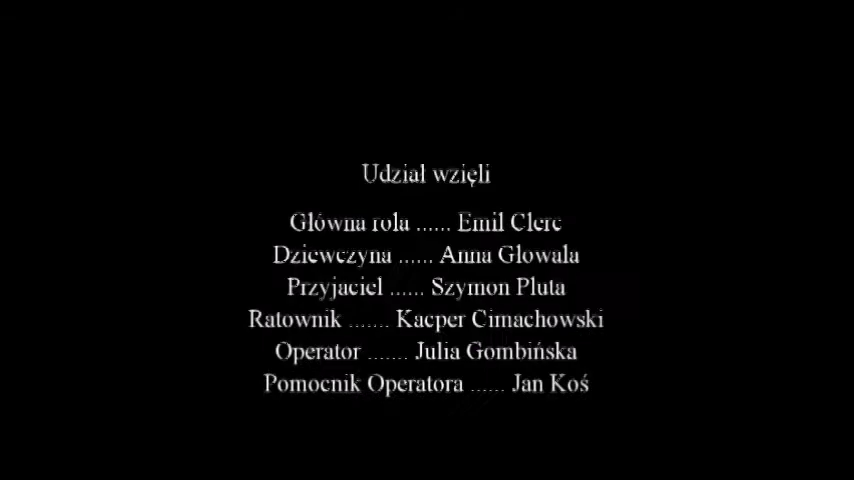 Udział wzięli
Główna rola ...... Emil Clerc
Dziewczyna ...... Anna Głowala
Przyjaciel ...... Szymon Pluta
Ratownik ....... Kacper Cimachowski
Operator ....... Julia Gombińska
Pomocnik Operatora ...... Jan Koś